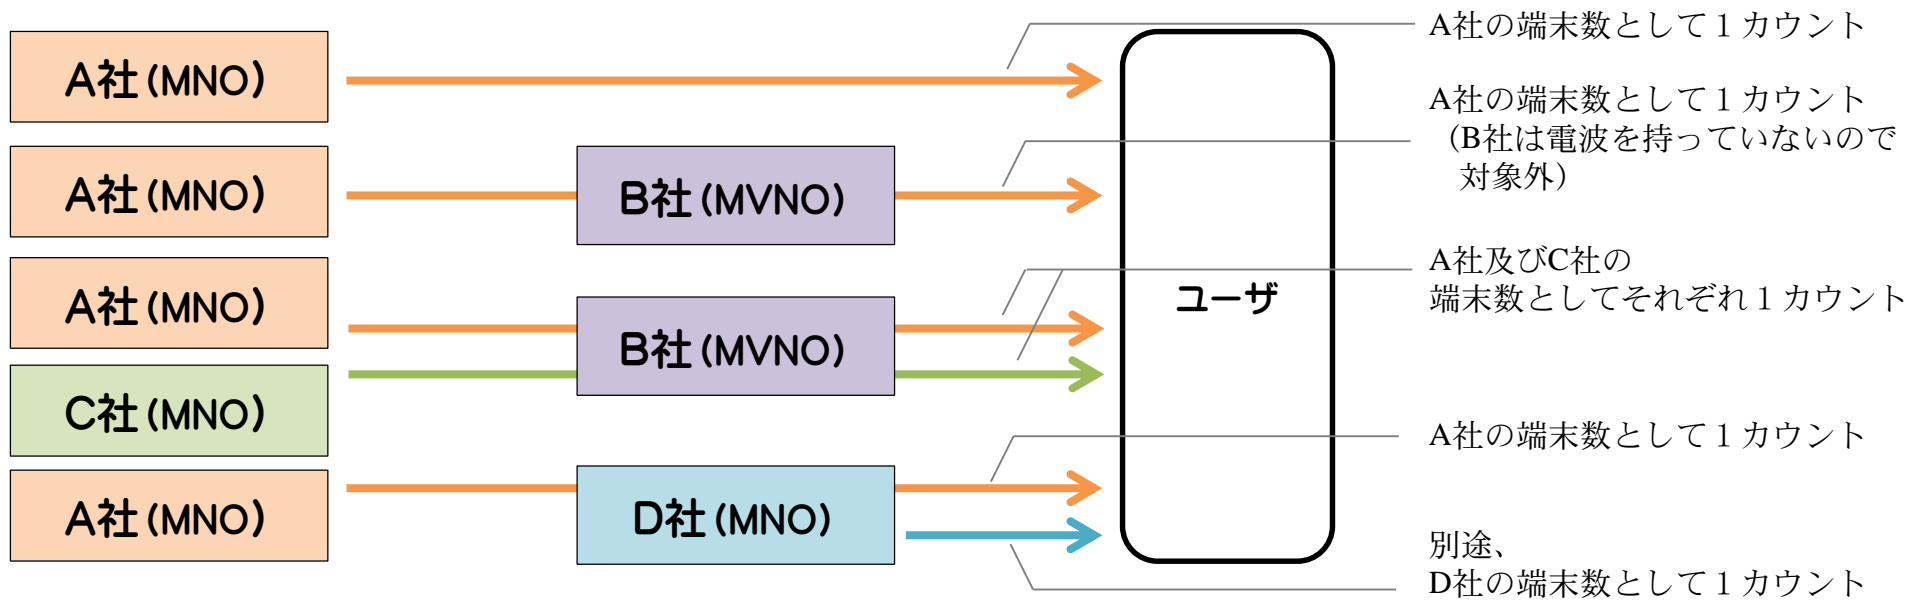 A社(MNO)
A社の端末数として１カウント
A社(MNO)
B社(MVNO)
A社の端末数として１カウント
（B社は電波を持っていないので
対象外）
A社(MNO)
C社(MNO)
B社(MVNO)
ユーザ
A社及びC社の
端末数としてそれぞれ１カウント
A社(MNO)
D社(MNO)
A社の端末数として１カウント
別途、
D社の端末数として１カウント